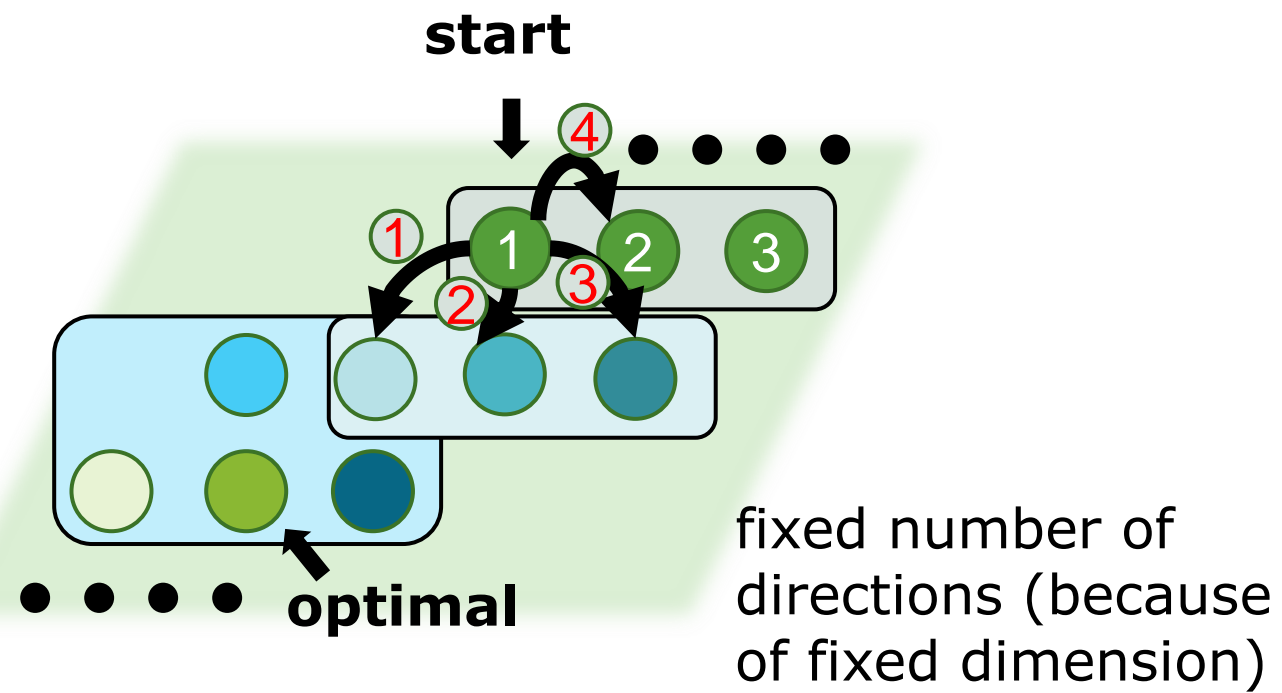 start
4
1
1
2
3
2
3
optimal
fixed number of
directions (because
of fixed dimension)